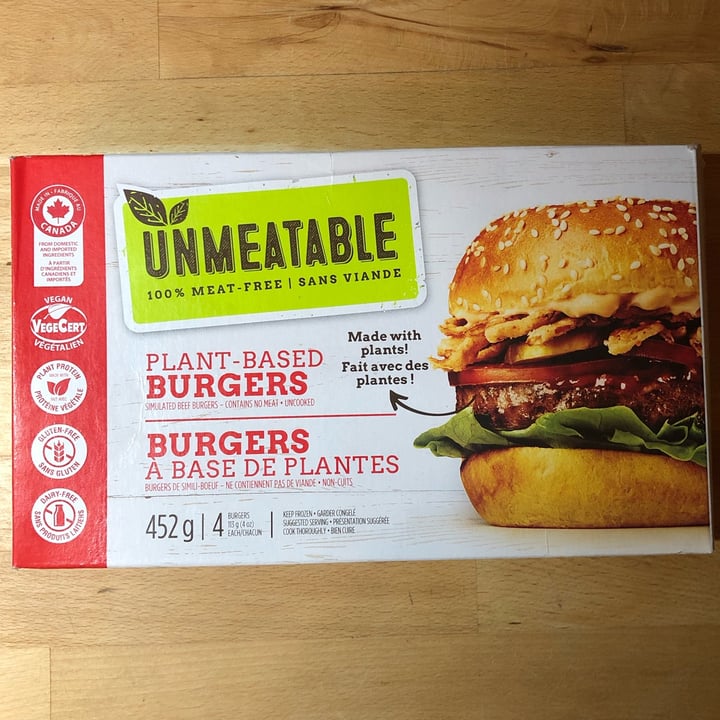 MADE IN • FABRIQUÉ AU
CANADA
FROM DOMESTIC
AND IMPORTED
INGREDIENTS
À PARTIR
D'INGRÉDIENTS
CANADIENS ET
IMPORTÉS
VEGAN
VEGECERT
VÉGÉTALIEN
PLANT PROTEIN
MADE WITH
FAIT AVEC
PROTÉINE VÉGÉTALE
GLUTEN-FREE
SANS GLUTEN
DAIRY-FREE
SANS PRODUITS LAITIERS
UNMEATABLE
100% MEAT-FREE | SANS VIANDE
PLANT-BASED
BURGERS
SIMULATED BEEF BURGERS – CONTAINS NO MEAT • UNCOOKED
BURGERS
À BASE DE PLANTES
BURGERS DE SIMILI-BOEUF – NE CONTIENNENT PAS DE VIANDE • NON-CUITS
Made with
plants!
Fait avec des
plantes !
452 g | 4 BURGERS
113 g (4 oz)
EACH/CHACUN
KEEP FROZEN • GARDER CONGELÉ
SUGGESTED SERVING • PRÉSENTATION SUGGÉRÉE
COOK THOROUGHLY • BIEN CUIRE